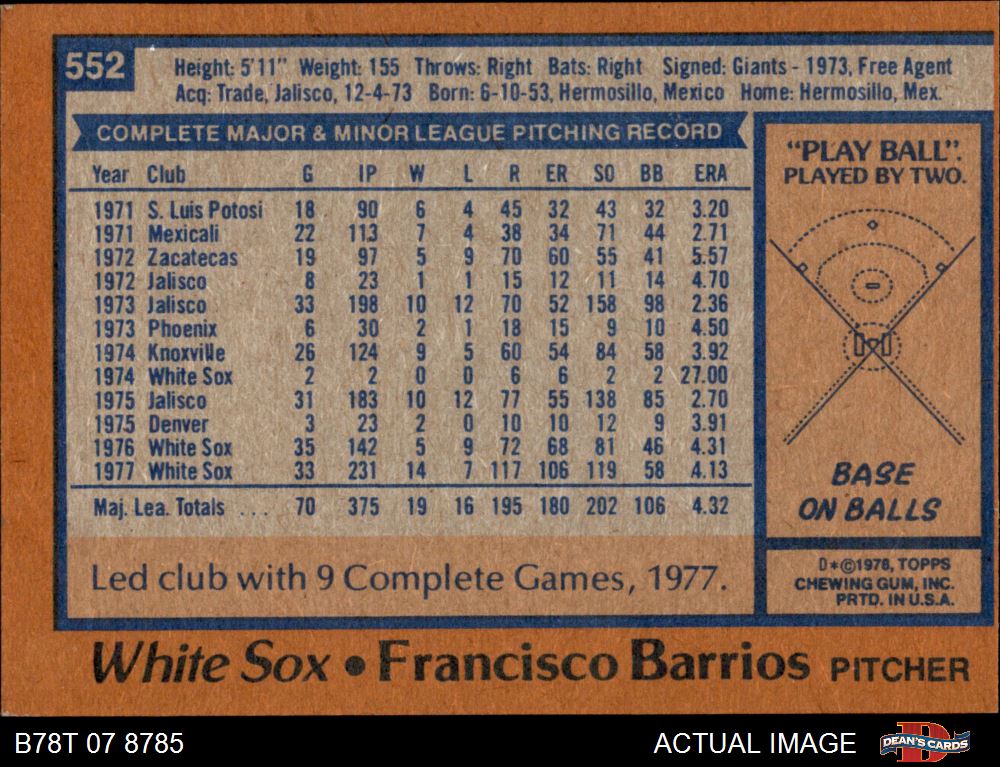 552
Height: 5'11" Weight: 155 Throws: Right Bats: Right Signed: Giants - 1973, Free Agent
Acq: Trade, Jalisco, 12-4-73 Born: 6-10-53, Hermosillo, Mexico Home: Hermosillo, Mex.
COMPLETE MAJOR & MINOR LEAGUE PITCHING RECORD
Year Club G IP W L R ER SO BB ERA
1971 S. Luis Potosi 18 90 6 4 45 32 43 32 3.20
1971 Mexicali 22 113 7 4 38 34 71 44 2.71
1972 Zacatecas 19 97 5 9 70 60 55 41 5.57
1972 Jalisco 8 23 1 1 15 12 11 14 4.70
1973 Jalisco 33 198 10 12 70 52 158 98 2.36
1973 Phoenix 6 30 2 1 18 15 9 10 4.50
1974 Knoxville 26 124 9 5 60 54 84 58 3.92
1974 White Sox 2 2 0 0 6 6 2 2 27.00
1975 Jalisco 31 183 10 12 77 55 138 85 2.70
1975 Denver 3 23 2 0 10 10 12 9 3.91
1976 White Sox 35 142 5 9 72 68 81 46 4.31
1977 White Sox 33 231 14 7 117 106 119 58 4.13
Maj. Lea. Totals ... 70 375 19 16 195 180 202 106 4.32
Led club with 9 Complete Games, 1977.
"PLAY BALL".
PLAYED BY TWO.
BASE
ON BALLS
D*©1978, TOPPS
CHEWING GUM, INC.
PRTD. IN U.S.A.
White Sox • Francisco Barrios PITCHER
B78T 07 8785
ACTUAL IMAGE
DEAN'S CARDS